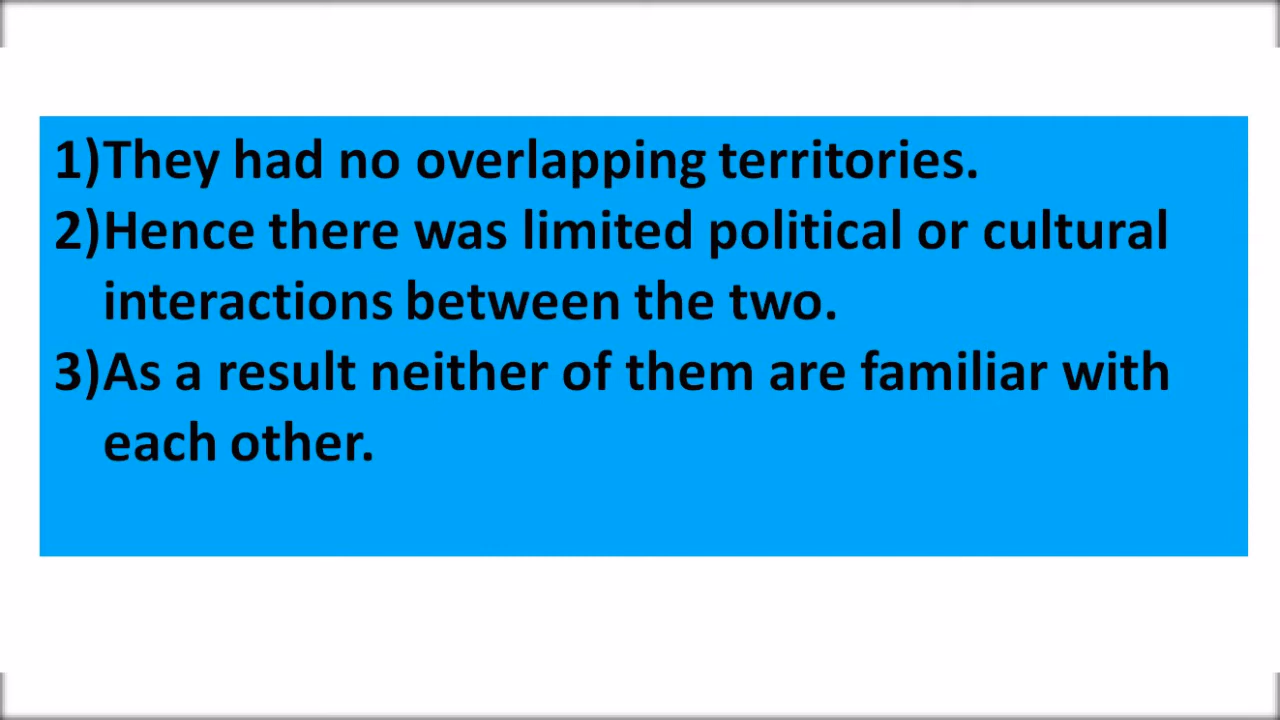 1)They had no overlapping territories.
2)Hence there was limited political or cultural
interactions between the two.
3)As a result neither of them are familiar with
each other.